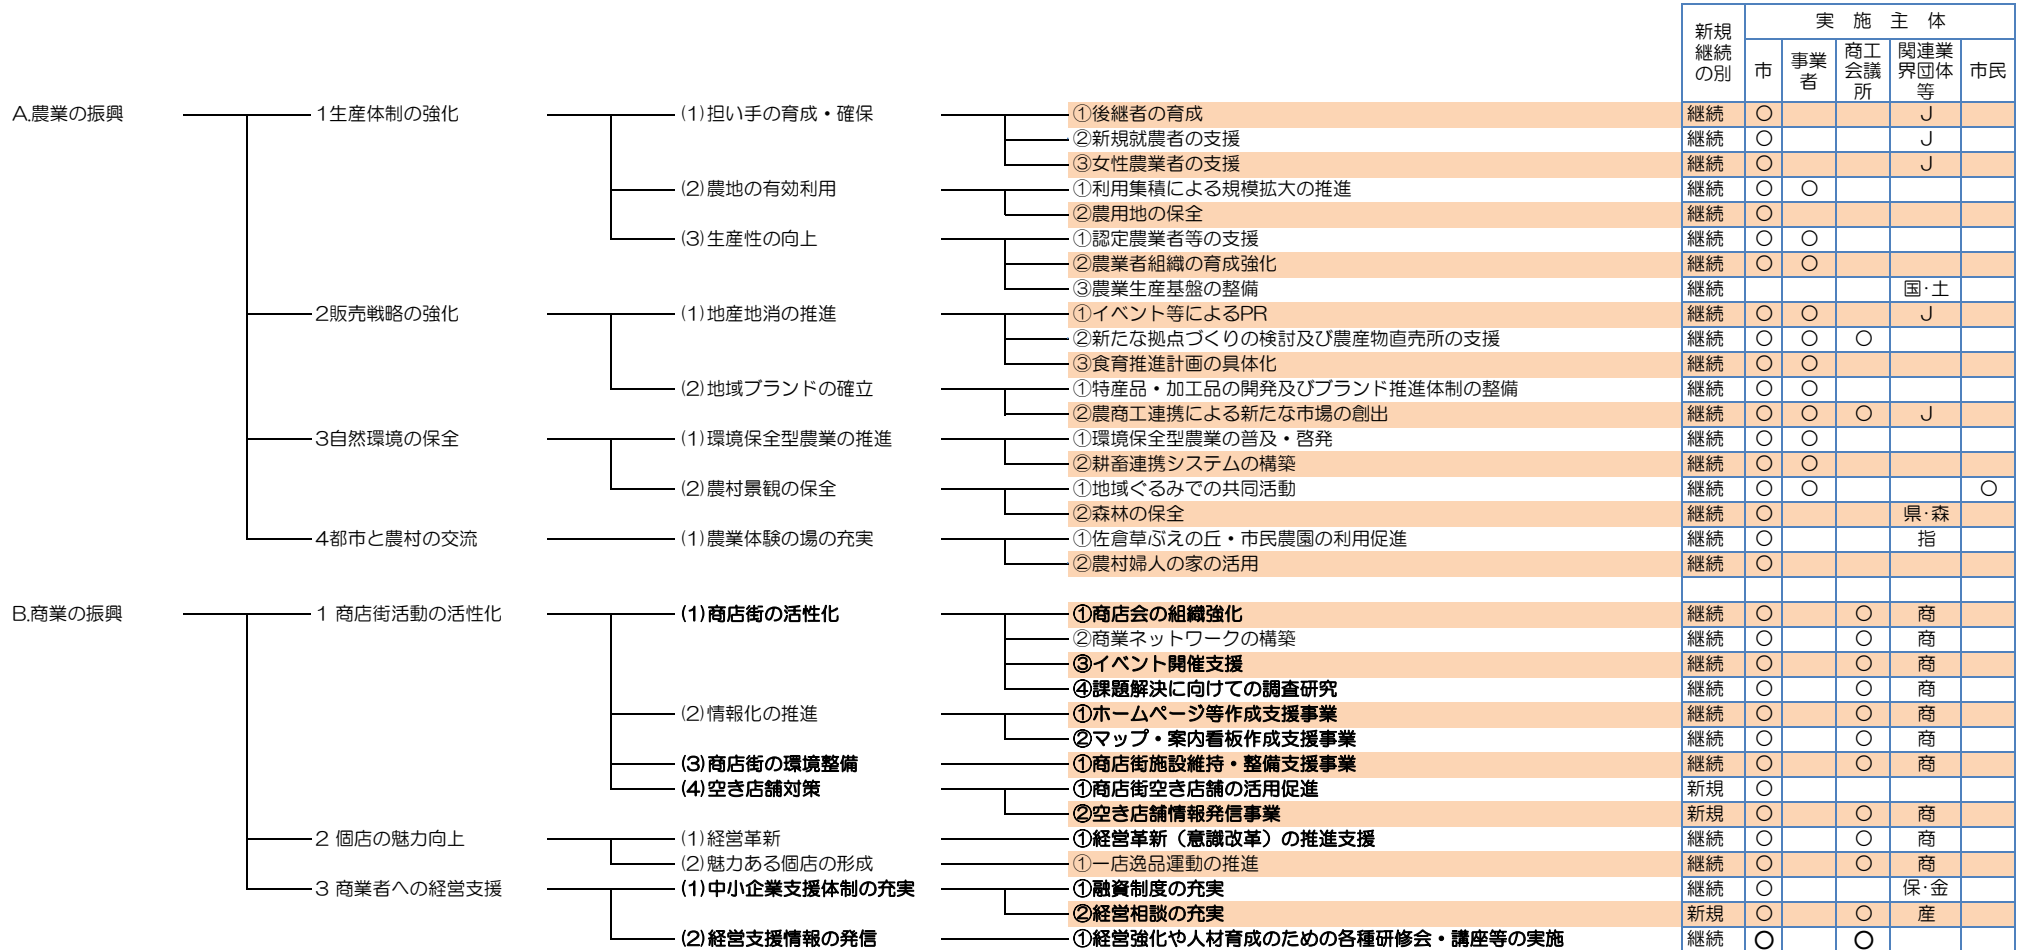 実 施 主 体
新規
継続
の別
市
事業
者
商工
会議
所
関連業
界団体
等
市民
A.農業の振興 1生産体制の強化 (1)担い手の育成・確保 ①後継者の育成 継続 〇 J
②新規就農者の支援 継続 〇 J
③女性農業者の支援 継続 〇 J
(2)農地の有効利用 ①利用集積による規模拡大の推進 継続 〇 〇
②農用地の保全 継続 〇
(3)生産性の向上 ①認定農業者等の支援 継続 〇 〇
②農業者組織の育成強化 継続 〇 〇
③農業生産基盤の整備 継続 国・土
2販売戦略の強化 (1)地産地消の推進 ①イベント等によるPR 継続 〇 〇 J
②新たな拠点づくりの検討及び農産物直売所の支援 継続 〇 〇 〇
③食育推進計画の具体化 継続 〇 〇
(2)地域ブランドの確立 ①特産品・加工品の開発及びブランド推進体制の整備 継続 〇 〇
②農商工連携による新たな市場の創出 継続 〇 〇 〇 J
3自然環境の保全 (1)環境保全型農業の推進 ①環境保全型農業の普及・啓発 継続 〇 〇
②耕畜連携システムの構築 継続 〇 〇
(2)農村景観の保全 ①地域ぐるみでの共同活動 継続 〇 〇 〇
②森林の保全 継続 〇 県・森
4都市と農村の交流 (1)農業体験の場の充実 ①佐倉草ぶえの丘・市民農園の利用促進 継続 〇 指
②農村婦人の家の活用 継続 〇
B.商業の振興 1 商店街活動の活性化 (1)商店街の活性化 ①商店会の組織強化 継続 〇 〇 商
②商業ネットワークの構築 継続 〇 〇 商
③イベント開催支援 継続 〇 〇 商
④課題解決に向けての調査研究 継続 〇 〇 商
(2)情報化の推進 ①ホームページ等作成支援事業 継続 〇 〇 商
②マップ・案内看板作成支援事業 継続 〇 〇 商
(3)商店街の環境整備 ①商店街施設維持・整備支援事業 継続 〇 〇 商
(4)空き店舗対策 ①商店街空き店舗の活用促進 新規 〇
②空き店舗情報発信事業 新規 〇 〇 商
2 個店の魅力向上 (1)経営革新 ①経営革新（意識改革）の推進支援 継続 〇 〇 商
(2)魅力ある個店の形成 ①一店逸品運動の推進 継続 〇 〇 商
3 商業者への経営支援 (1)中小企業支援体制の充実 ①融資制度の充実 継続 〇 保・金
②経営相談の充実 新規 〇 〇 産
(2)経営支援情報の発信 ①経営強化や人材育成のための各種研修会・講座等の実施 継続 〇 〇